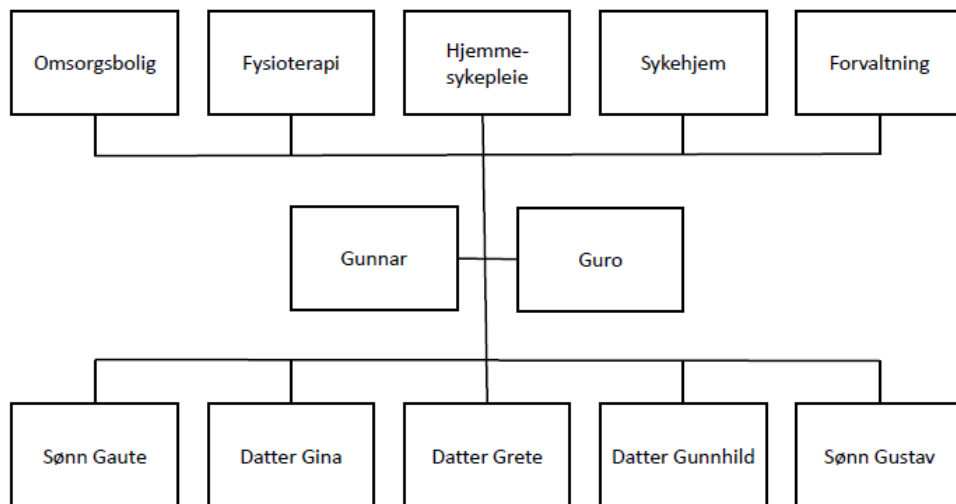 Omsorgsbolig
Fysioterapi
Hjemme-
sykepleie
Sykehjem
Forvaltning
Gunnar
Guro
Sønn Gaute
Datter Gina
Datter Grete
Datter Gunnhild
Sønn Gustav